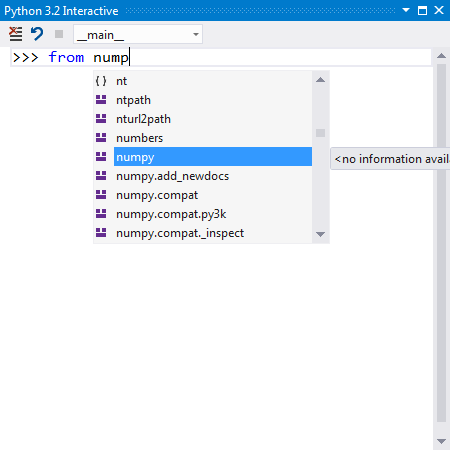 Python 3.2 Interactive
__main__
>>> from nump
{ } nt
ntpath
nturl2path
numbers
numpy
<no information avail
numpy.add_newdocs
numpy.compat
numpy.compat.py3k
numpy.compat._inspect